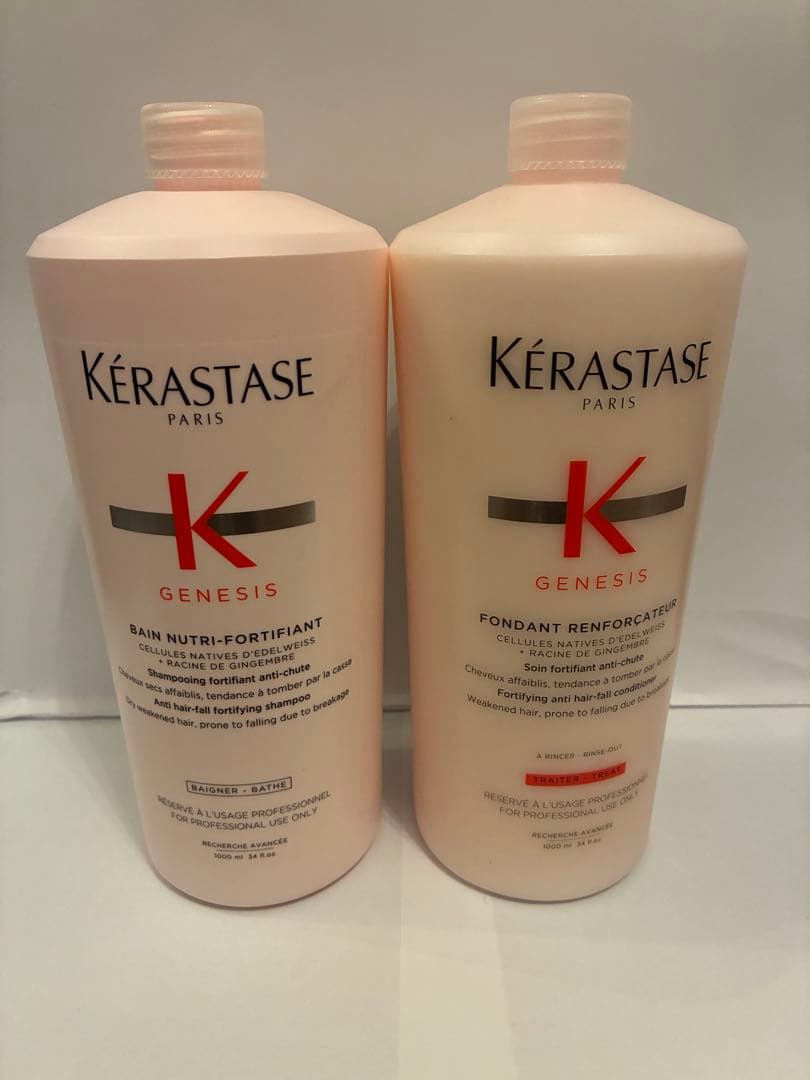 KÉRASTASE
PARIS
K
GENESIS
BAIN NUTRI-FORTIFIANT
CELLULES NATIVES D'EDELWEISS
+ RACINE DE GINGEMBRE
Shampooing fortifiant anti-chute
Cheveux secs affaiblis, tendance à tomber par la casse
Anti hair-fall fortifying shampoo
Dry weakened hair, prone to falling due to breakage
BAIGNER - BATHE
RÉSERVÉ À L'USAGE PROFESSIONNEL
FOR PROFESSIONAL USE ONLY
RECHERCHE AVANCÉE
1000 ml 34 fl.oz.
KÉRASTASE
PARIS
K
GENESIS
FONDANT RENFORÇATEUR
CELLULES NATIVES D'EDELWEISS
+ RACINE DE GINGEMBRE
Soin fortifiant anti-chute
Cheveux affaiblis, tendance à tomber par la casse
Fortifying anti hair-fall conditioner
Weakened hair, prone to falling due to breakage
À RINCER - RINSE-OUT
TRAITER - TREAT
RÉSERVÉ À L'USAGE PROFESSIONNEL
FOR PROFESSIONAL USE ONLY
RECHERCHE AVANCÉE
1000 ml 34 fl.oz.